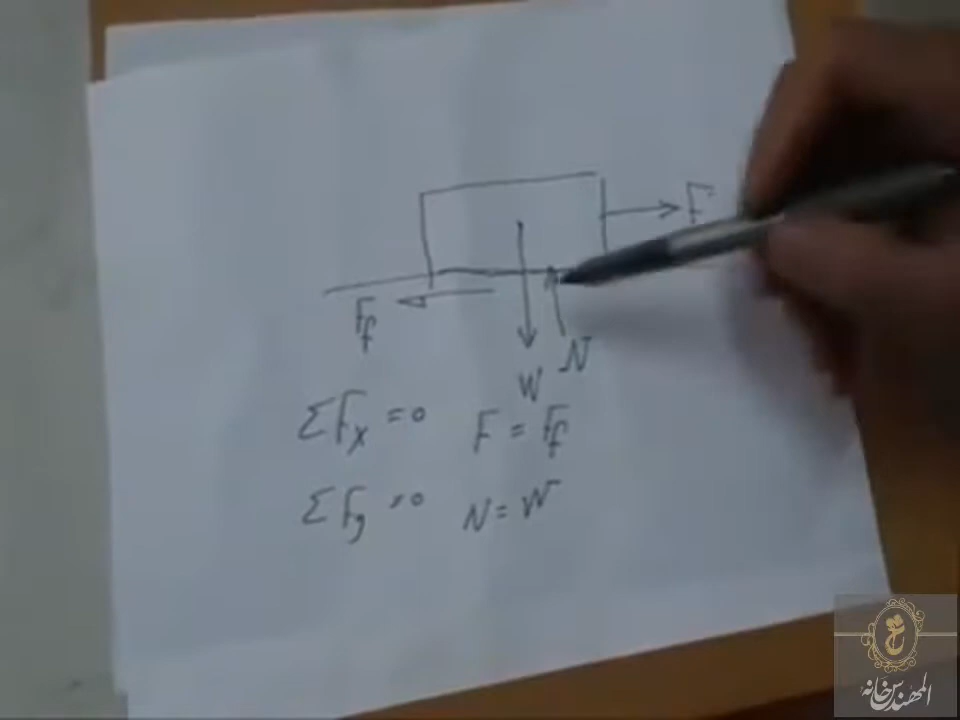 F
Ff
N
W
ΣFx = 0 F = Ff
ΣFy = 0 N = W
المهندس خانة